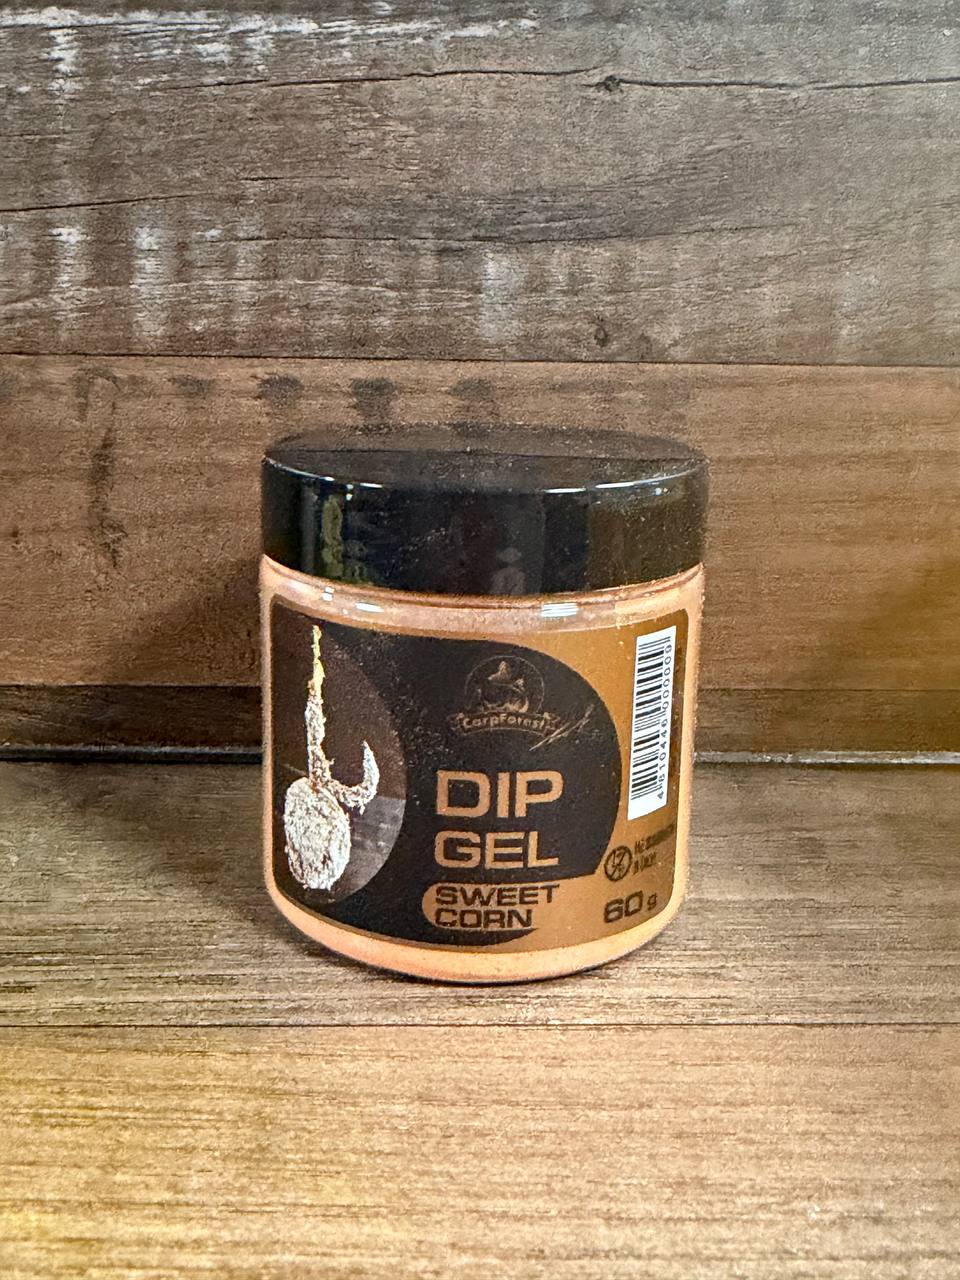 CarpForest
DIP
GEL
SWEET
CORN
60 g